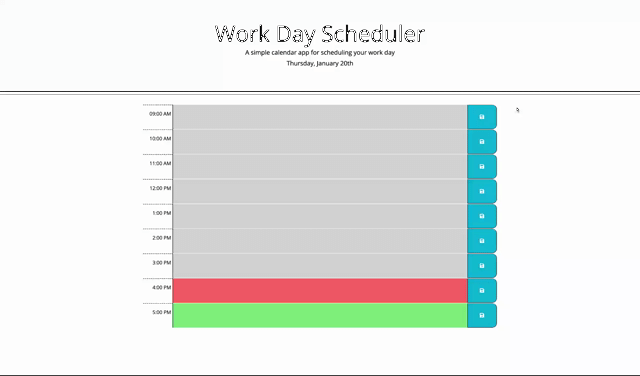 Work Day Scheduler
A simple calendar app for scheduling your work day
Thursday, January 20th
09:00 AM
10:00 AM
11:00 AM
12:00 PM
1:00 PM
2:00 PM
3:00 PM
4:00 PM
5:00 PM